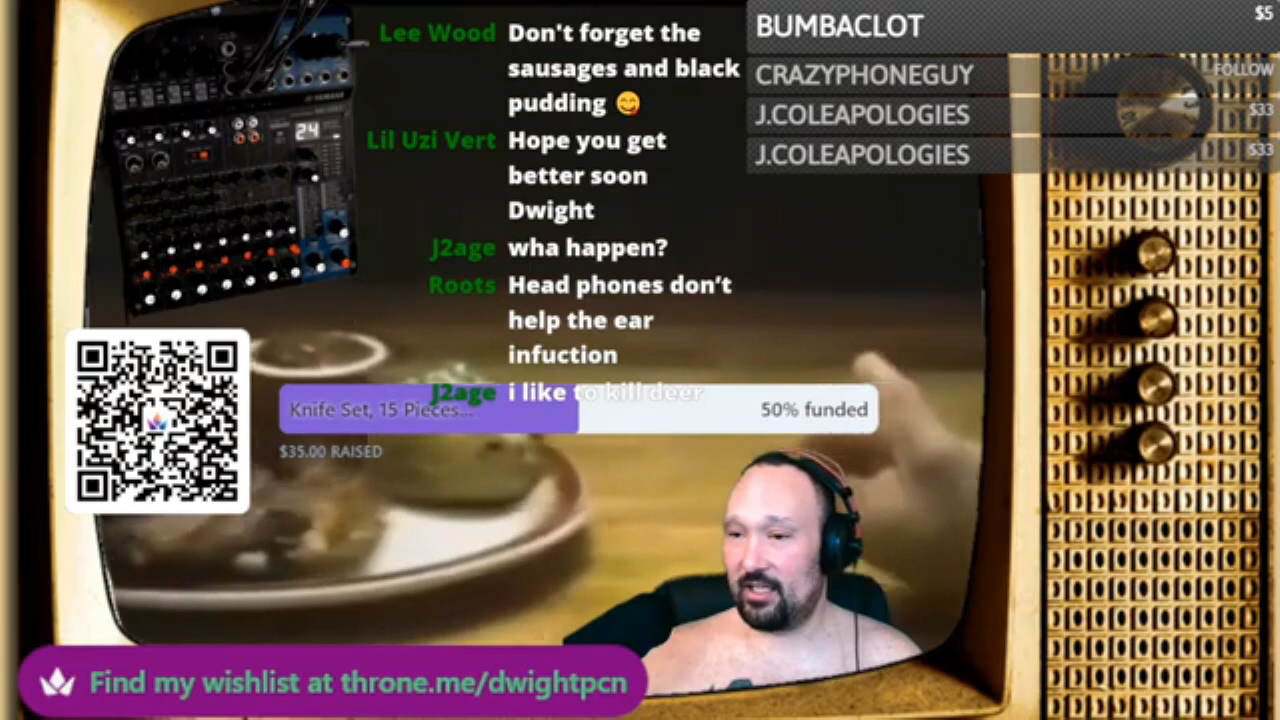 Lee Wood Don't forget the
sausages and black
pudding 😋
Lil Uzi Vert Hope you get
better soon
Dwight
J2age wha happen?
Roots Head phones don’t
help the ear
infuction
J2age i like to kill deer
BUMBACLOT $5
CRAZYPHONEGUY FOLLOW
J.COLEAPOLOGIES $33
J.COLEAPOLOGIES $33
YAMAHA
24
Knife Set, 15 Pieces... 50% funded
$35.00 RAISED
Find my wishlist at throne.me/dwightpcn